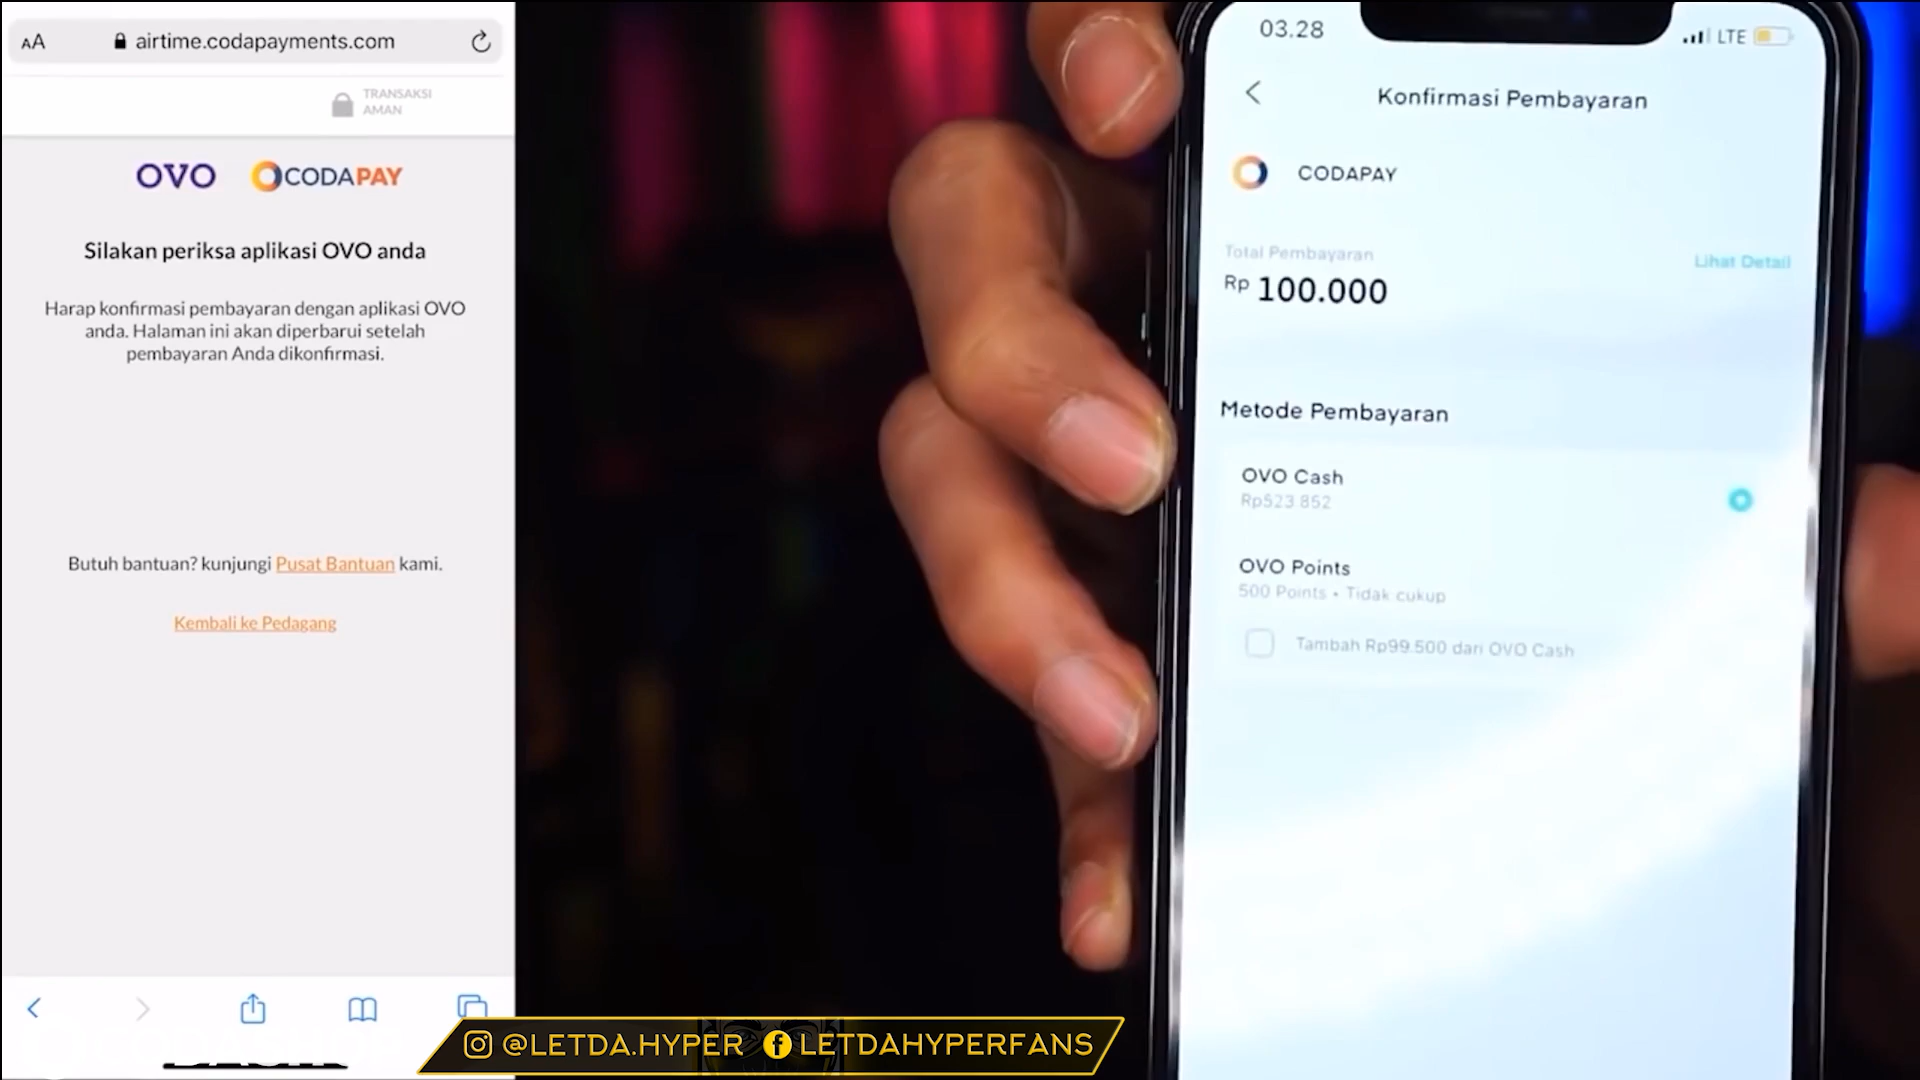 AA airtime.codapayments.com
TRANSAKSI
AMAN
OVO CODAPAY
Silakan periksa aplikasi OVO anda
Harap konfirmasi pembayaran dengan aplikasi OVO
anda. Halaman ini akan diperbarui setelah
pembayaran Anda dikonfirmasi.
Butuh bantuan? kunjungi Pusat Bantuan kami.
Kembali ke Pedagang
03.28 LTE
Konfirmasi Pembayaran
CODAPAY
Total Pembayaran
Lihat Detail
Rp 100.000
Metode Pembayaran
OVO Cash
Rp523.852
OVO Points
500 Points • Tidak cukup
Tambah Rp99.500 dari OVO Cash
@LETDA.HYPER LETDAHYPERFANS